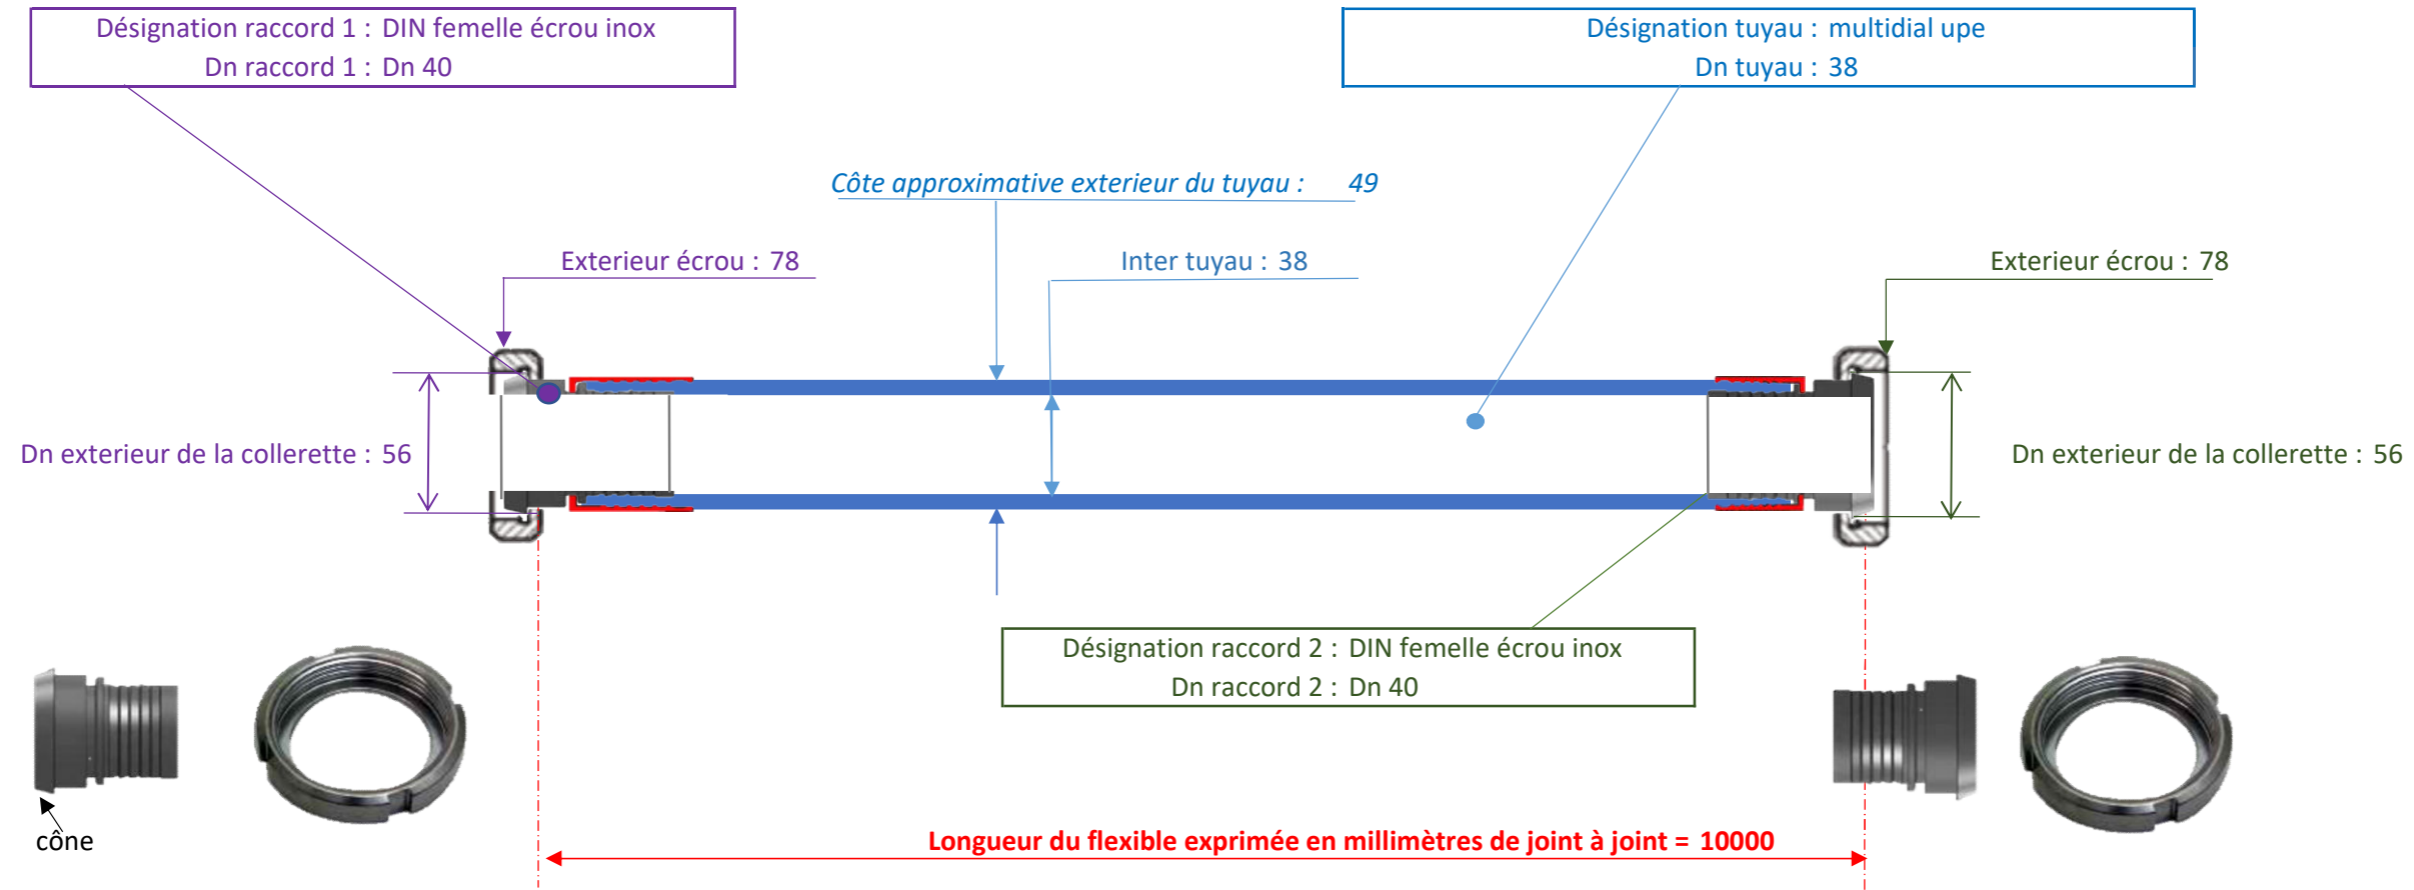 Désignation raccord 1 : DIN femelle écrou inox
Dn raccord 1 : Dn 40
Désignation tuyau : multidial upe
Dn tuyau : 38
Côte approximative exterieur du tuyau : 49
Exterieur écrou : 78
Inter tuyau : 38
Exterieur écrou : 78
Dn exterieur de la collerette : 56
Dn exterieur de la collerette : 56
Désignation raccord 2 : DIN femelle écrou inox
Dn raccord 2 : Dn 40
cône
Longueur du flexible exprimée en millimètres de joint à joint = 10000